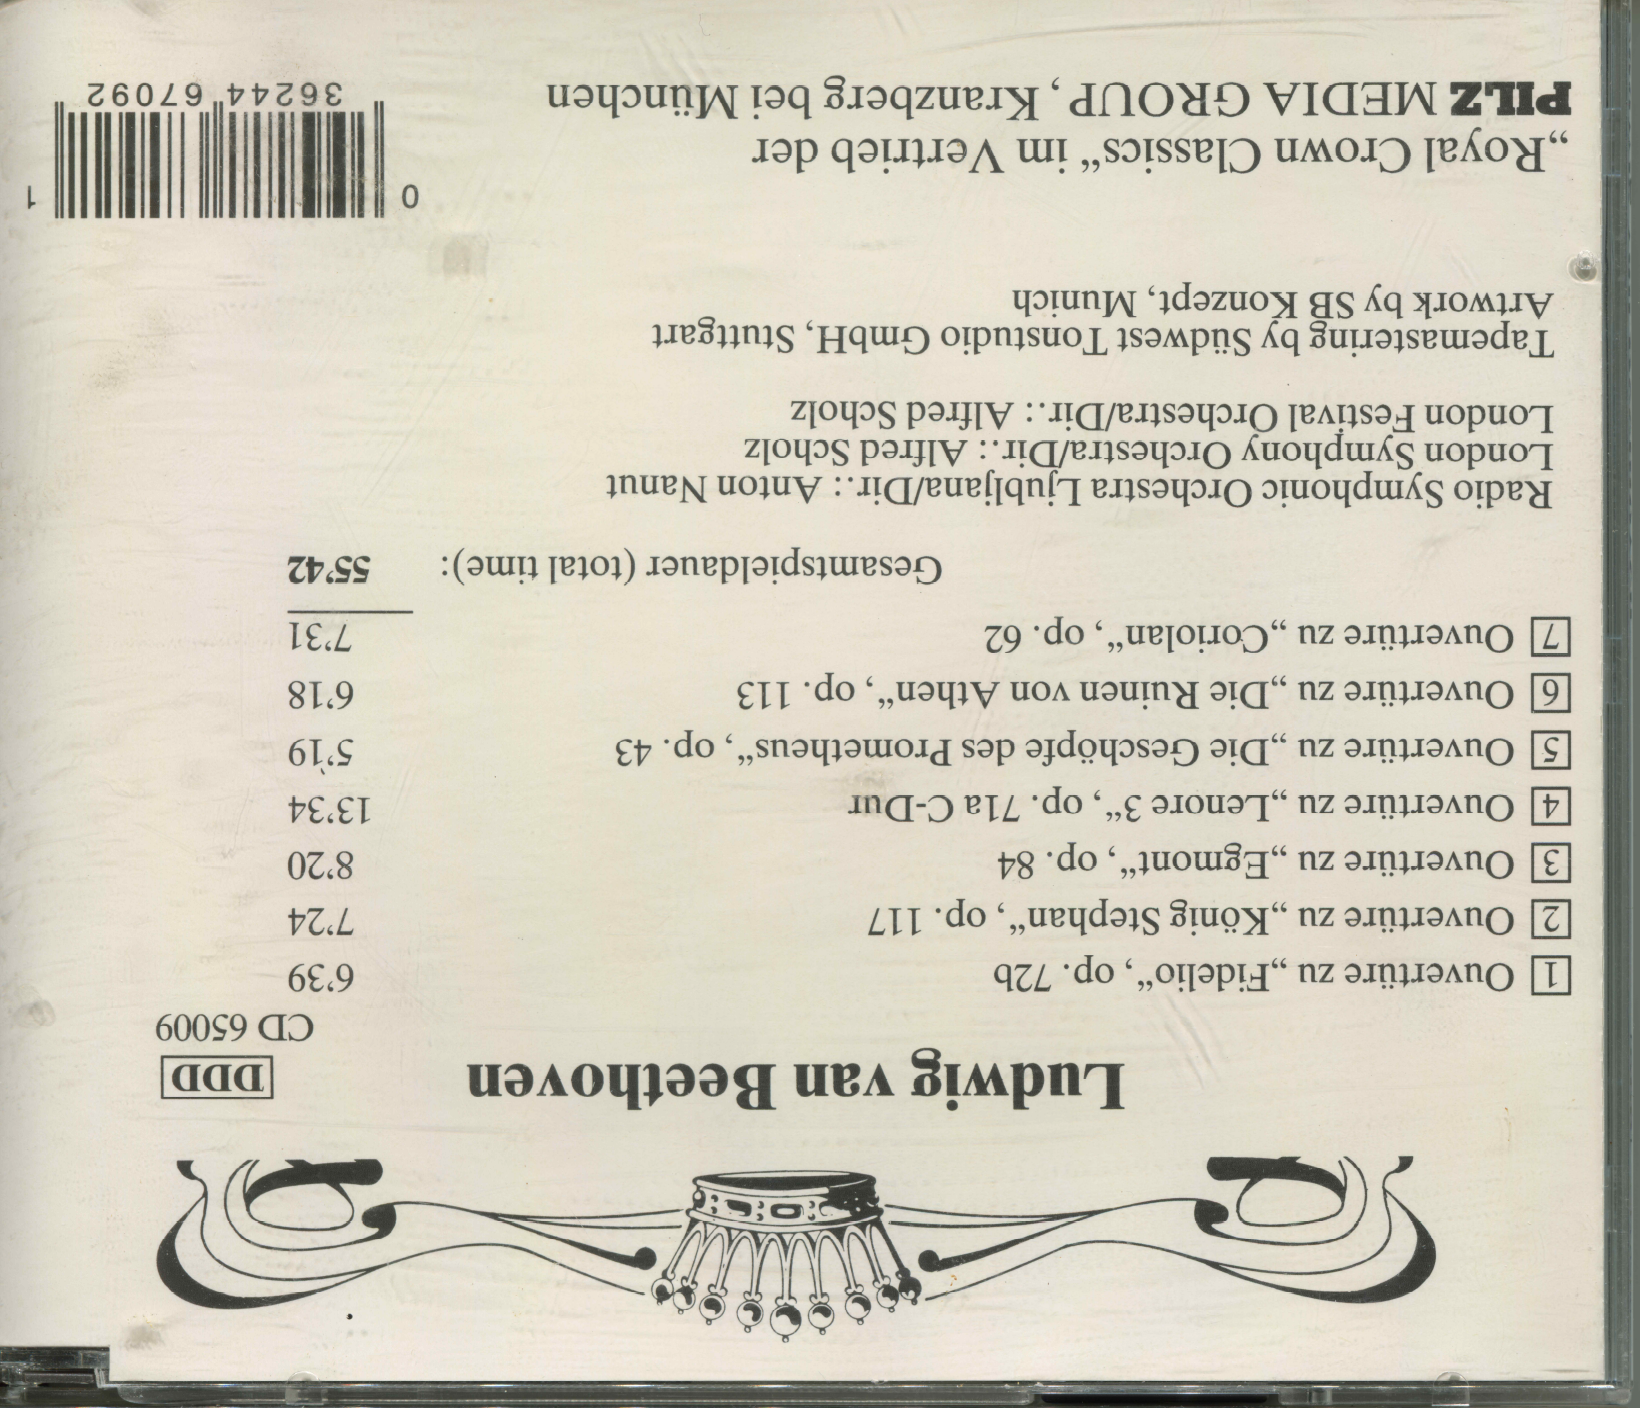 Ludwig van Beethoven
DDD
CD 65009
1 Ouvertüre zu „Fidelio“, op. 72b 6'39
2 Ouvertüre zu „König Stephan“, op. 117 7'24
3 Ouvertüre zu „Egmont“, op. 84 8'20
4 Ouvertüre zu „Lenore 3“, op. 71a C-Dur 13'34
5 Ouvertüre zu „Die Geschöpfe des Prometheus“, op. 43 5'19
6 Ouvertüre zu „Die Ruinen von Athen“, op. 113 6'18
7 Ouvertüre zu „Coriolan“, op. 62 7'31
Gesamtspieldauer (total time): 55'42
Radio Symphonic Orchestra Ljubljana/Dir.: Anton Nanut
London Symphony Orchestra/Dir.: Alfred Scholz
London Festival Orchestra/Dir.: Alfred Scholz
Tapemastering by Südwest Tonstudio GmbH, Stuttgart
Artwork by SB Konzept, Munich
„Royal Crown Classics“ im Vertrieb der
PILZ MEDIA GROUP, Kranzberg bei München
0 36244 67092 1